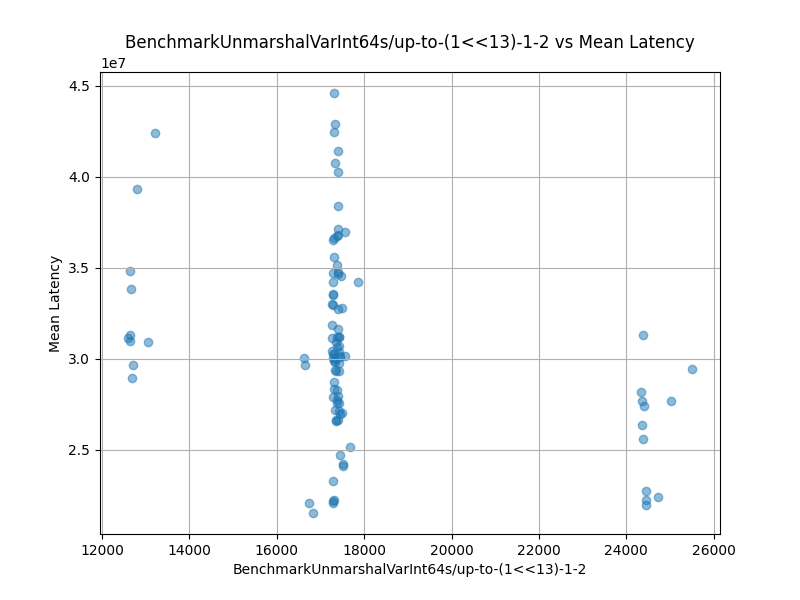 BenchmarkUnmarshalVarInt64s/up-to-(1<<13)-1-2 vs Mean Latency
1e7
4.5
4.0
3.5
3.0
2.5
Mean Latency
12000 14000 16000 18000 20000 22000 24000 26000
BenchmarkUnmarshalVarInt64s/up-to-(1<<13)-1-2